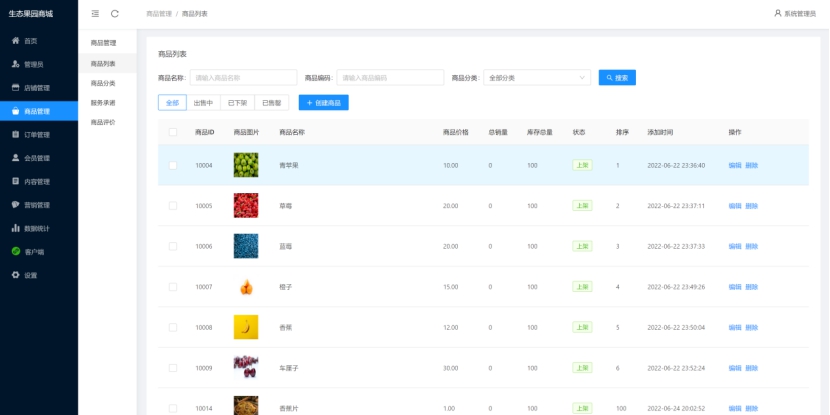 生态果园商城
商品管理 / 商品列表
系统管理员
首页
管理员
店铺管理
商品管理
订单管理
会员管理
内容管理
营销管理
数据统计
客户端
设置
商品管理
商品列表
商品分类
服务承诺
商品评价
商品列表
商品名称: 请输入商品名称 商品编码: 请输入商品编码 商品分类: 全部分类 搜索
全部 出售中 已下架 已售罄 + 创建商品
商品ID 商品图片 商品名称 商品价格 总销量 库存总量 状态 排序 添加时间 操作
10004 青苹果 10.00 0 100 上架 1 2022-06-22 23:36:40 编辑 删除
10005 草莓 20.00 0 100 上架 2 2022-06-22 23:37:11 编辑 删除
10006 蓝莓 20.00 0 100 上架 3 2022-06-22 23:37:33 编辑 删除
10007 橙子 15.00 0 100 上架 4 2022-06-22 23:49:26 编辑 删除
10008 香蕉 12.00 0 100 上架 5 2022-06-22 23:50:04 编辑 删除
10009 车厘子 30.00 0 100 上架 6 2022-06-22 23:52:24 编辑 删除
10014 香蕉片 1.00 0 100 上架 100 2022-06-24 20:02:52 编辑 删除